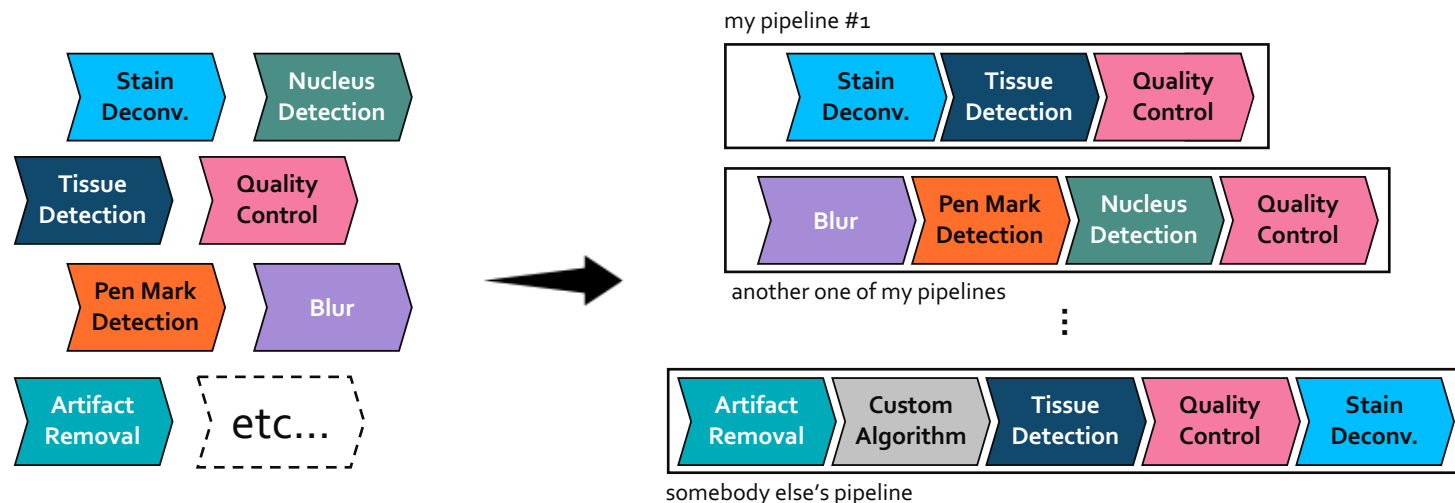 Stain
Deconv.
Nucleus
Detection
Tissue
Detection
Quality
Control
Pen Mark
Detection
Blur
Artifact
Removal
etc...
my pipeline #1
Stain
Deconv.
Tissue
Detection
Quality
Control
Blur
Pen Mark
Detection
Nucleus
Detection
Quality
Control
another one of my pipelines
⋮
Artifact
Removal
Custom
Algorithm
Tissue
Detection
Quality
Control
Stain
Deconv.
somebody else's pipeline